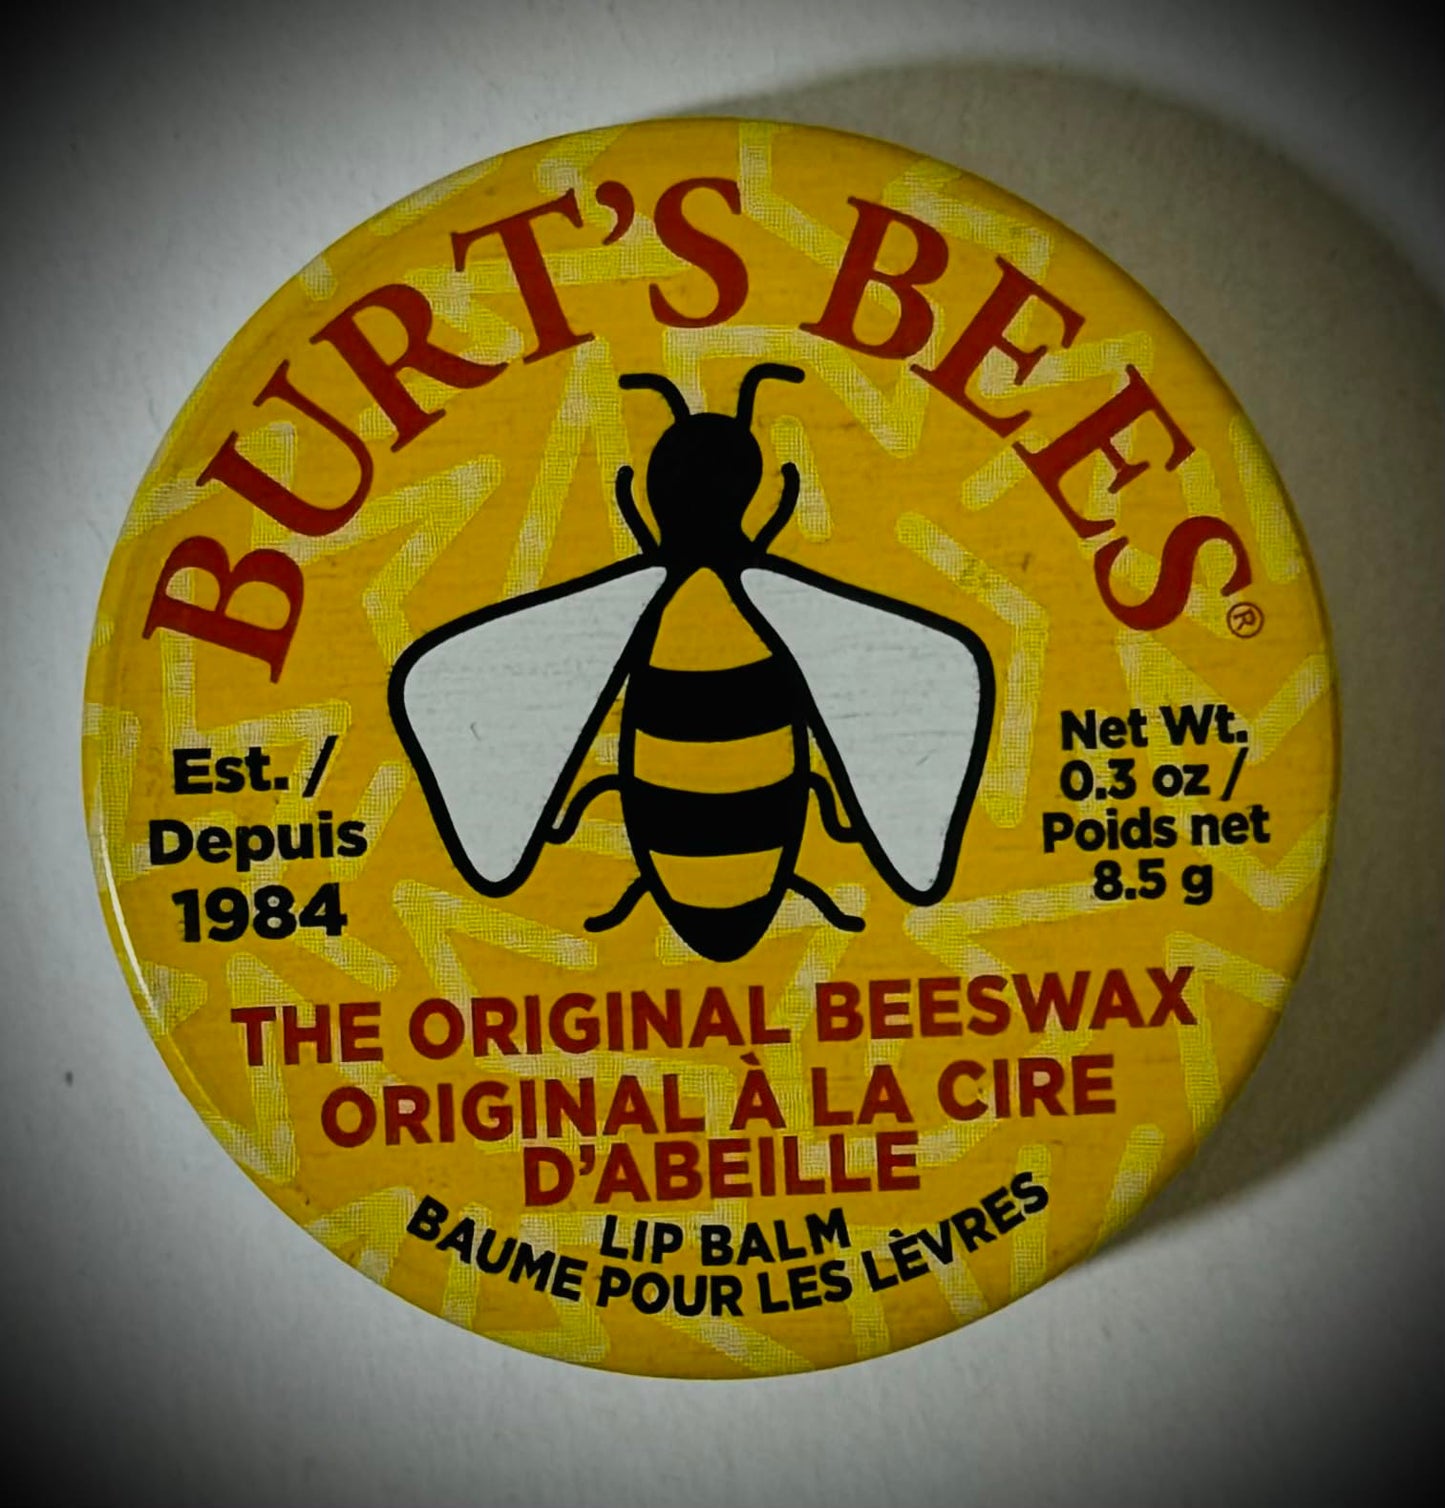 BURT'S BEES®
Est. /
Depuis
1984
Net Wt.
0.3 oz /
Poids net
8.5 g
THE ORIGINAL BEESWAX
ORIGINAL À LA CIRE
D'ABEILLE
LIP BALM
BAUME POUR LES LÈVRES